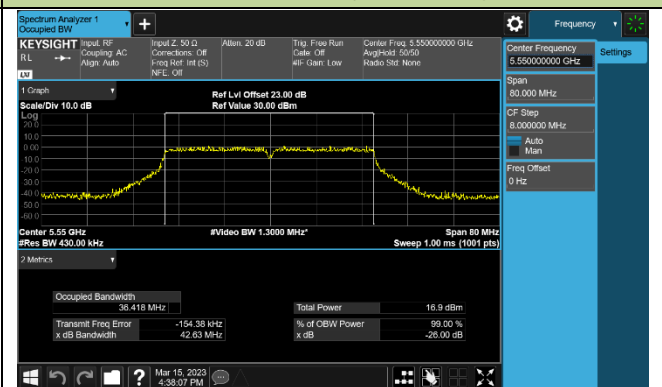 Spectrum Analyzer 1
Occupied BW
+
Frequency
KEYSIGHT
RL
LXI
Input: RF
Coupling: AC
Align: Auto
Input Z: 50 Ω
Corrections: Off
Freq Ref: Int (S)
NFE: Off
Atten: 20 dB
Trig: Free Run
Gate: Off
#IF Gain: Low
Center Freq: 5.550000000 GHz
Avg|Hold: 50/50
Radio Std: None
Center Frequency
5.550000000 GHz
Settings
Span
80.000 MHz
CF Step
8.000000 MHz
Auto
Man
Freq Offset
0 Hz
1 Graph
Scale/Div 10.0 dB
Ref Lvl Offset 23.00 dB
Ref Value 30.00 dBm
Log
20.0
10.0
0.00
-10.0
-20.0
-30.0
-40.0
-50.0
-60.0
Center 5.55 GHz
#Video BW 1.3000 MHz*
Span 80 MHz
#Res BW 430.00 kHz
Sweep 1.00 ms (1001 pts)
2 Metrics
Occupied Bandwidth
36.418 MHz
Total Power 16.9 dBm
Transmit Freq Error -154.38 kHz
% of OBW Power 99.00 %
x dB Bandwidth 42.63 MHz
x dB -26.00 dB
?
Mar 15, 2023
4:38:07 PM